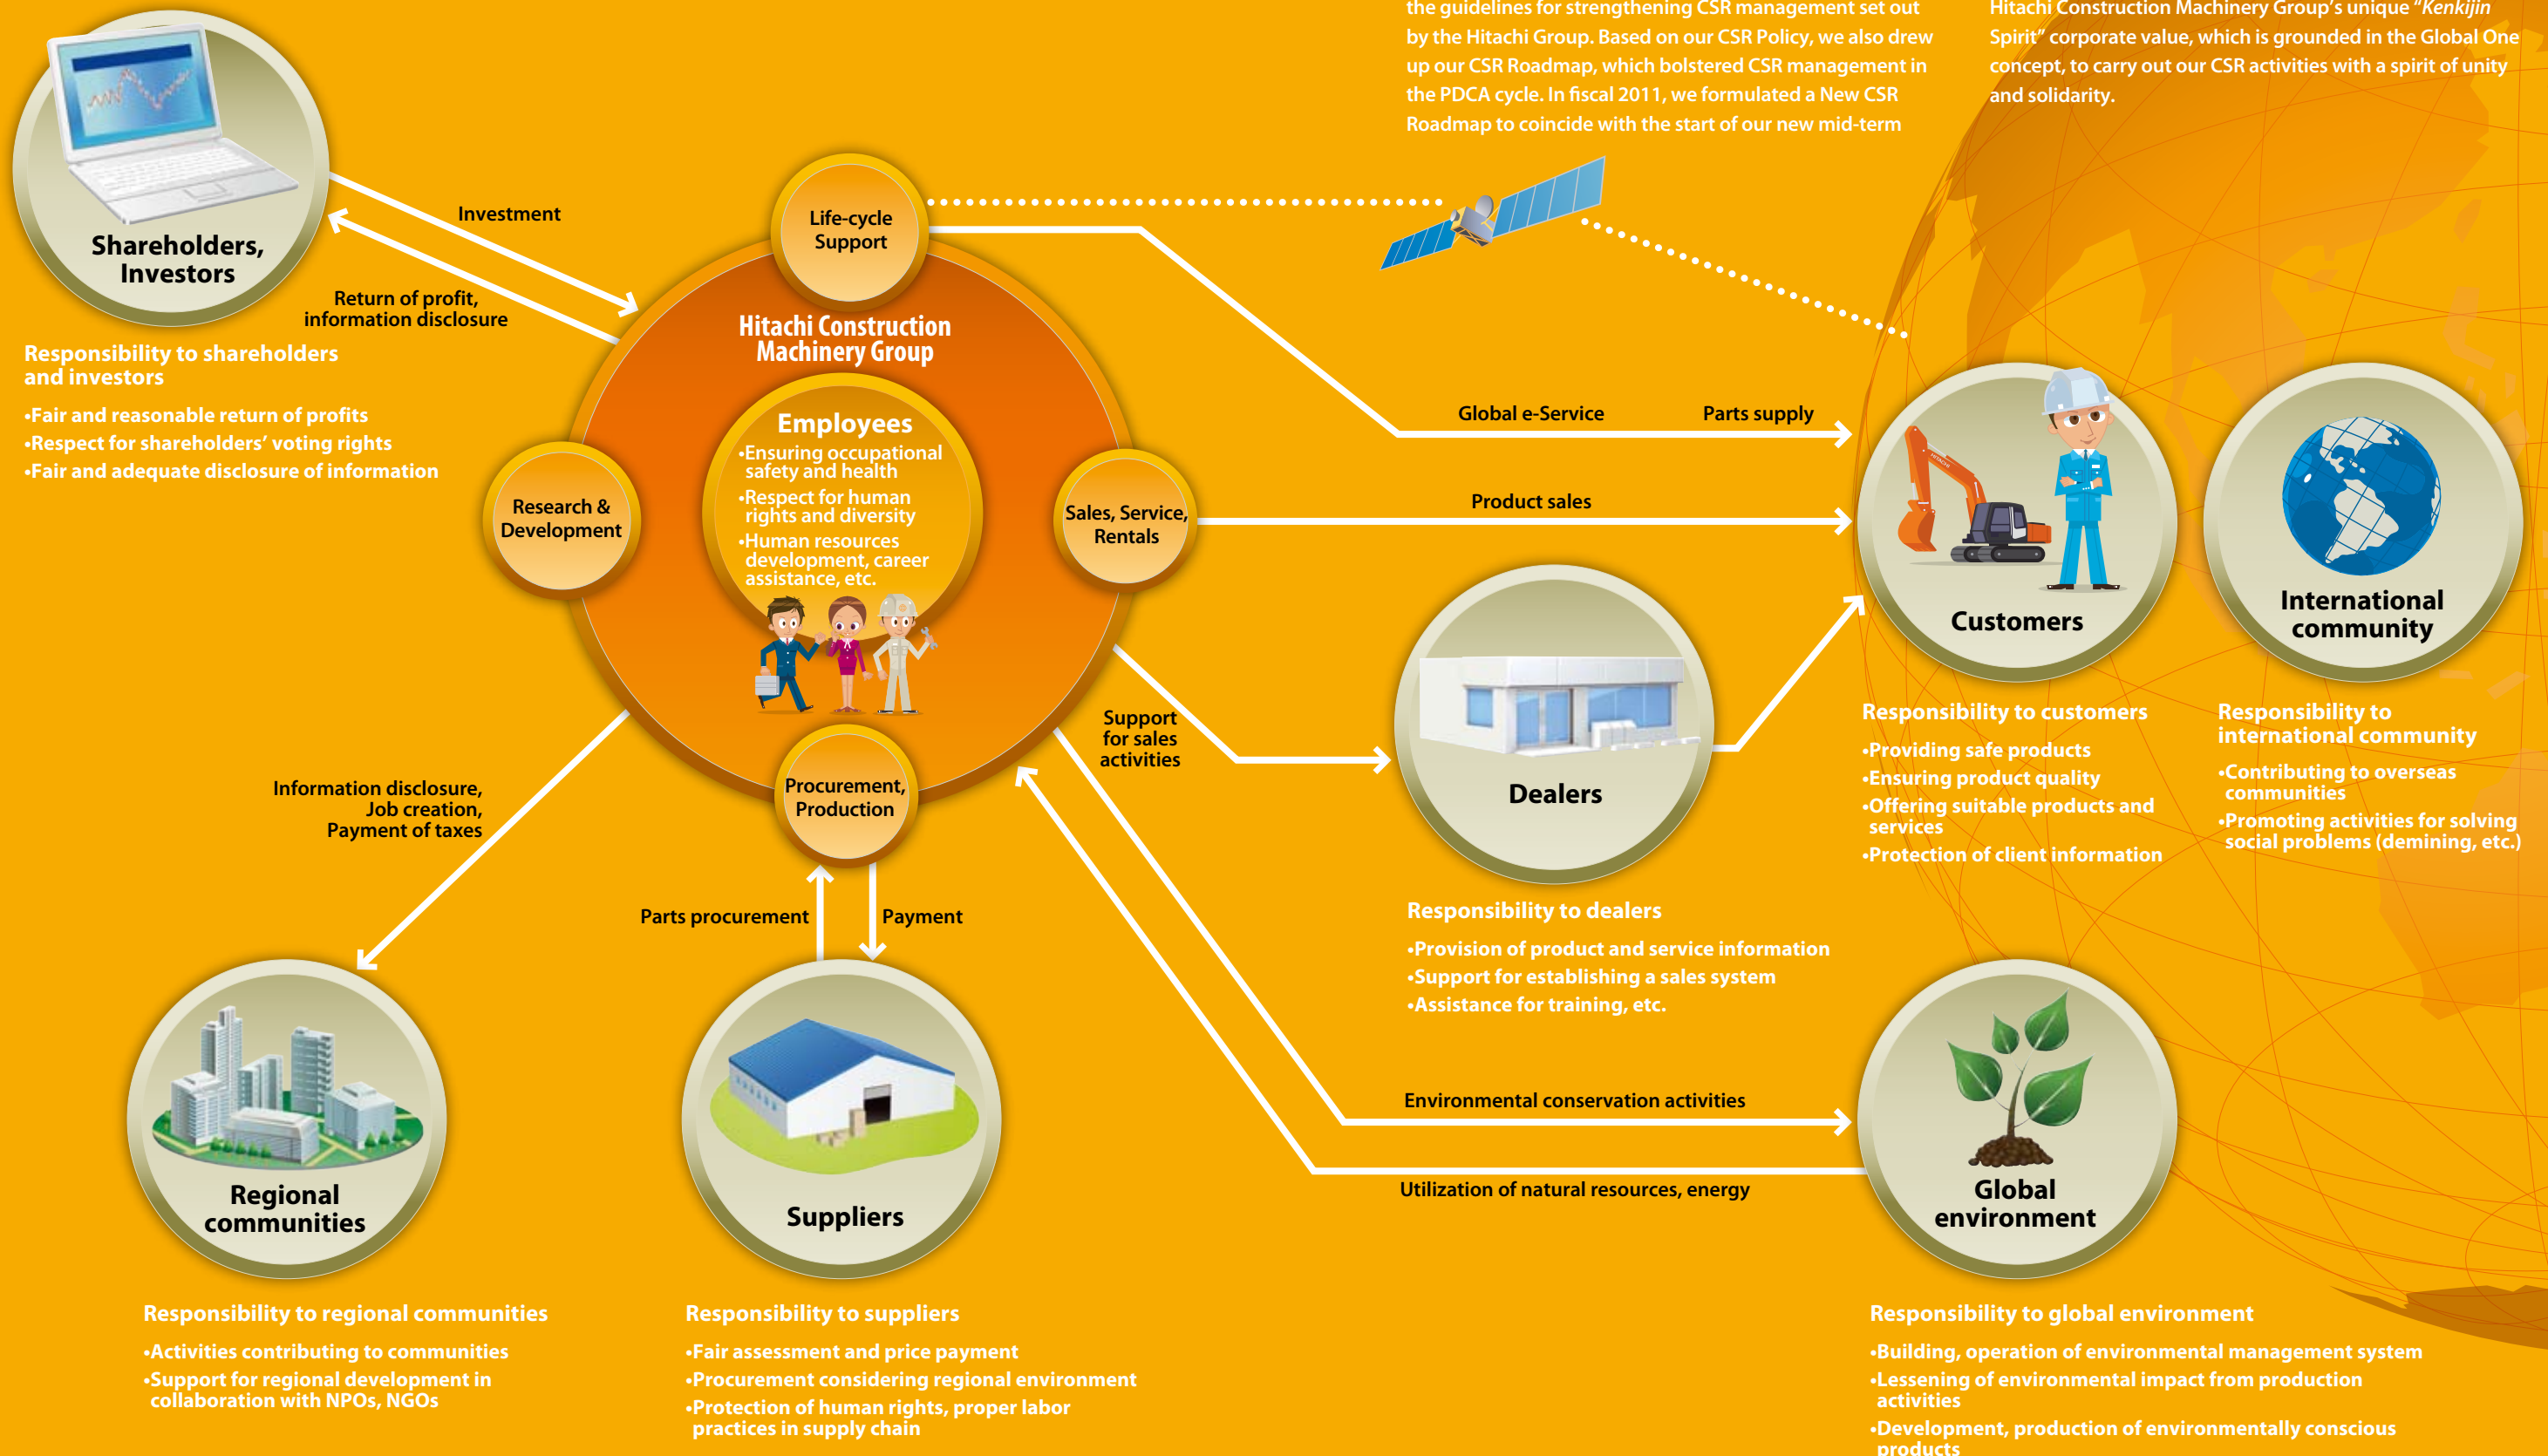 the guidelines for strengthening CSR management set out
by the Hitachi Group. Based on our CSR Policy, we also drew
up our CSR Roadmap, which bolstered CSR management in
the PDCA cycle. In fiscal 2011, we formulated a New CSR
Roadmap to coincide with the start of our new mid-term
Hitachi Construction Machinery Group's unique "Kenkijin
Spirit" corporate value, which is grounded in the Global One
concept, to carry out our CSR activities with a spirit of unity
and solidarity.
Shareholders,
Investors
Investment
Return of profit,
information disclosure
Responsibility to shareholders
and investors
•Fair and reasonable return of profits
•Respect for shareholders' voting rights
•Fair and adequate disclosure of information
Life-cycle
Support
Hitachi Construction
Machinery Group
Employees
•Ensuring occupational
safety and health
•Respect for human
rights and diversity
•Human resources
development, career
assistance, etc.
Research &
Development
Sales, Service,
Rentals
Procurement,
Production
Global e-Service
Parts supply
Product sales
HITACHI
Customers
International
community
Responsibility to customers
•Providing safe products
•Ensuring product quality
•Offering suitable products and
services
•Protection of client information
Responsibility to
international community
•Contributing to overseas
communities
•Promoting activities for solving
social problems (demining, etc.)
Support
for sales
activities
Dealers
Responsibility to dealers
•Provision of product and service information
•Support for establishing a sales system
•Assistance for training, etc.
Information disclosure,
Job creation,
Payment of taxes
Parts procurement
Payment
Environmental conservation activities
Utilization of natural resources, energy
Regional
communities
Responsibility to regional communities
•Activities contributing to communities
•Support for regional development in
collaboration with NPOs, NGOs
Suppliers
Responsibility to suppliers
•Fair assessment and price payment
•Procurement considering regional environment
•Protection of human rights, proper labor
practices in supply chain
Global
environment
Responsibility to global environment
•Building, operation of environmental management system
•Lessening of environmental impact from production
activities
•Development, production of environmentally conscious
products